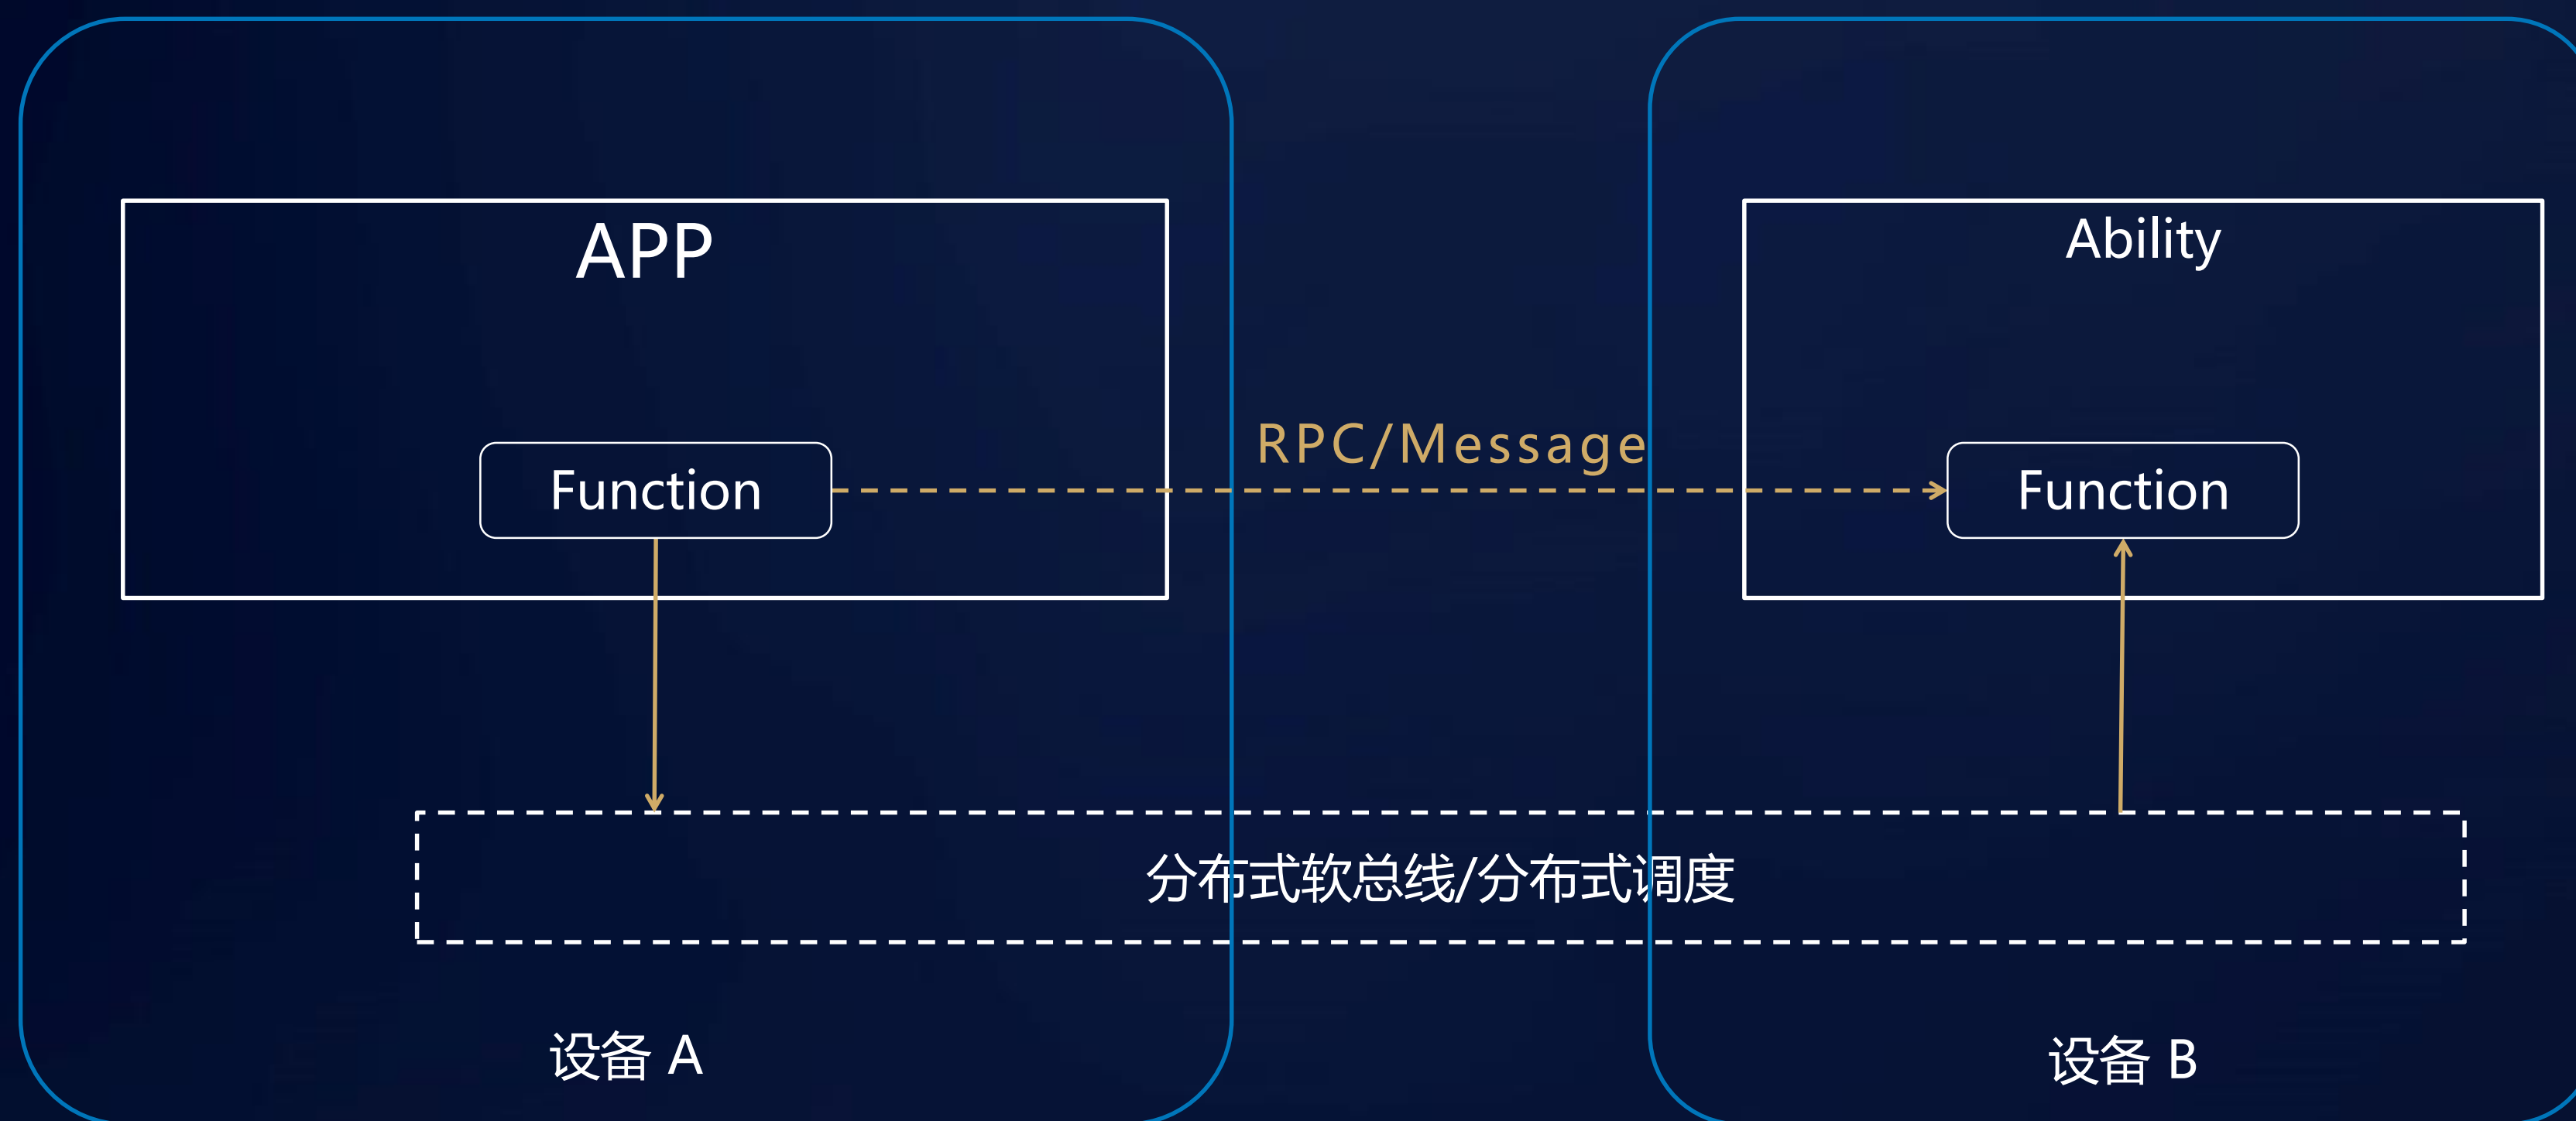 APP
Ability
RPC/Message
Function
Function
分布式软总线/分布式调度
设备 A
设备 B